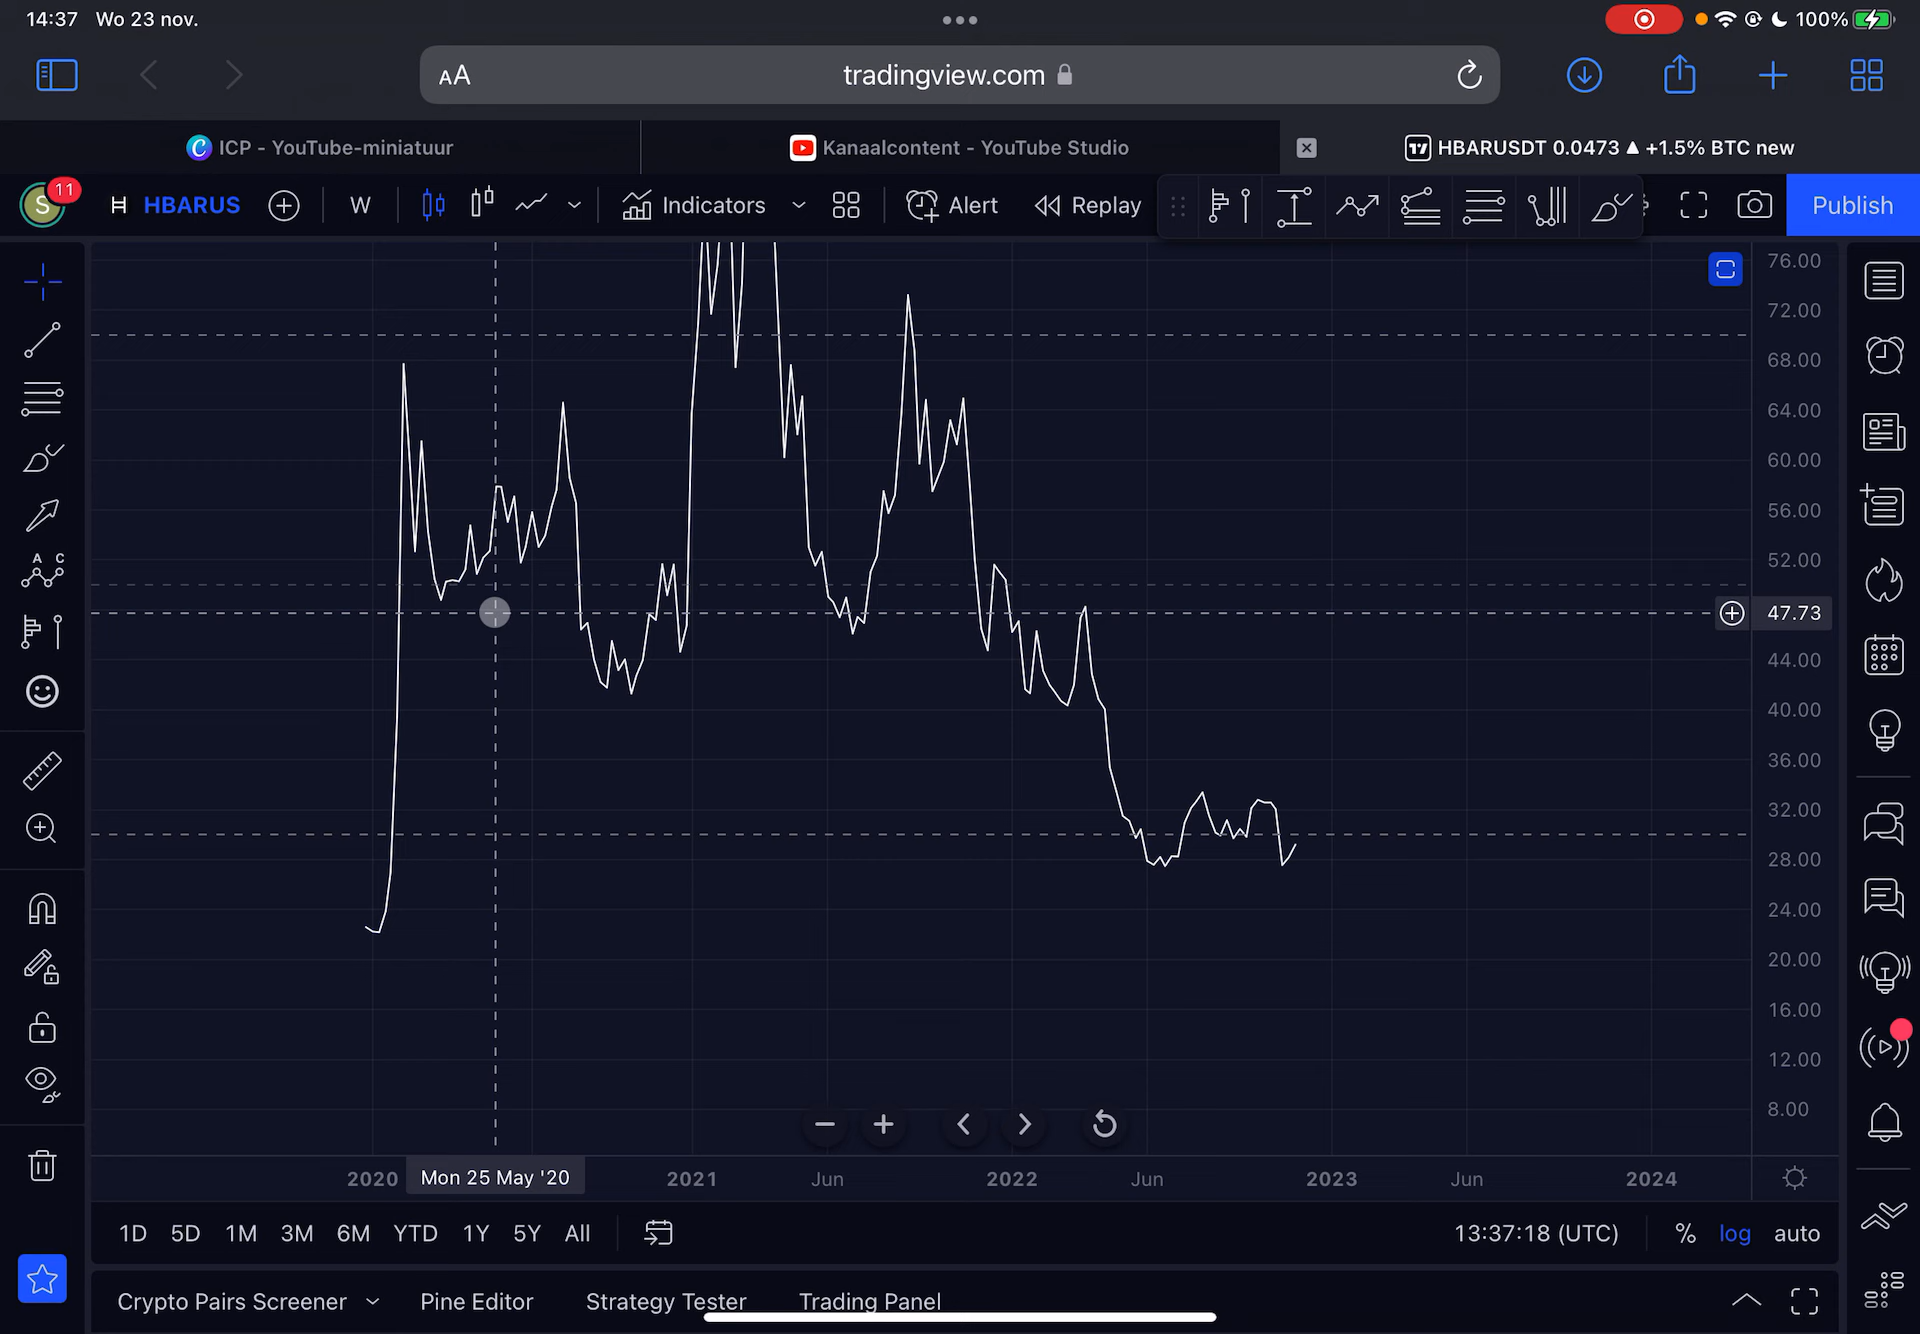 14:37 Wo 23 nov.
100%
AA tradingview.com
ICP - YouTube-miniatuur
Kanaalcontent - YouTube Studio
HBARUSDT 0.0473 ▲ +1.5% BTC new
S 11
H HBARUS
W
Indicators
Alert
Replay
Publish
76.00
72.00
68.00
64.00
60.00
56.00
52.00
47.73
44.00
40.00
36.00
32.00
28.00
24.00
20.00
16.00
12.00
8.00
2020 Mon 25 May '20 2021 Jun 2022 Jun 2023 Jun 2024
1D 5D 1M 3M 6M YTD 1Y 5Y All
13:37:18 (UTC) % log auto
Crypto Pairs Screener Pine Editor Strategy Tester Trading Panel